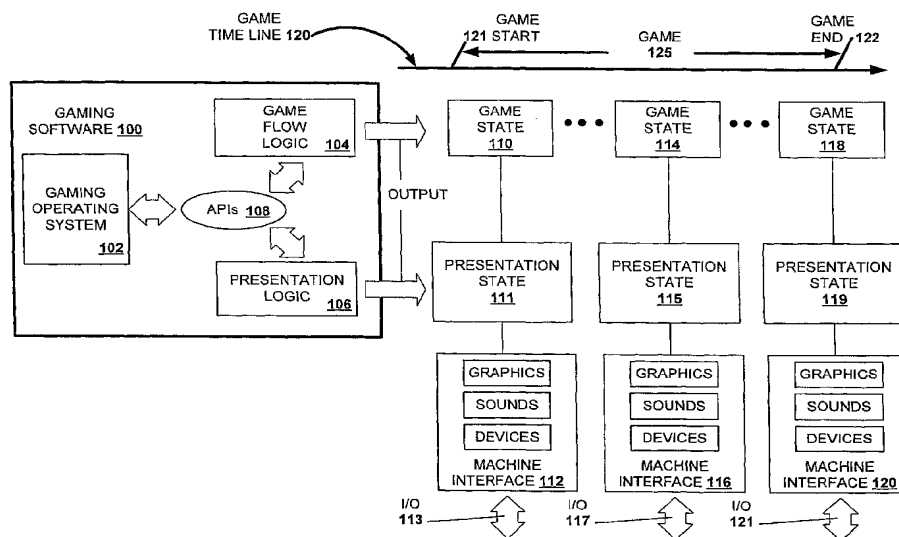 GAME
TIME LINE 120
121 GAME
START
GAME
125
GAME
END
122
GAMING
SOFTWARE 100
GAME
FLOW
LOGIC 104
GAMING
OPERATING
SYSTEM
102
APIs 108
PRESENTATION
LOGIC
106
OUTPUT
GAME
STATE
110
GAME
STATE
114
GAME
STATE
118
PRESENTATION
STATE
111
PRESENTATION
STATE
115
PRESENTATION
STATE
119
GRAPHICS
SOUNDS
DEVICES
MACHINE
INTERFACE 112
GRAPHICS
SOUNDS
DEVICES
MACHINE
INTERFACE 116
GRAPHICS
SOUNDS
DEVICES
MACHINE
INTERFACE 120
I/O
113
I/O
117
I/O
121